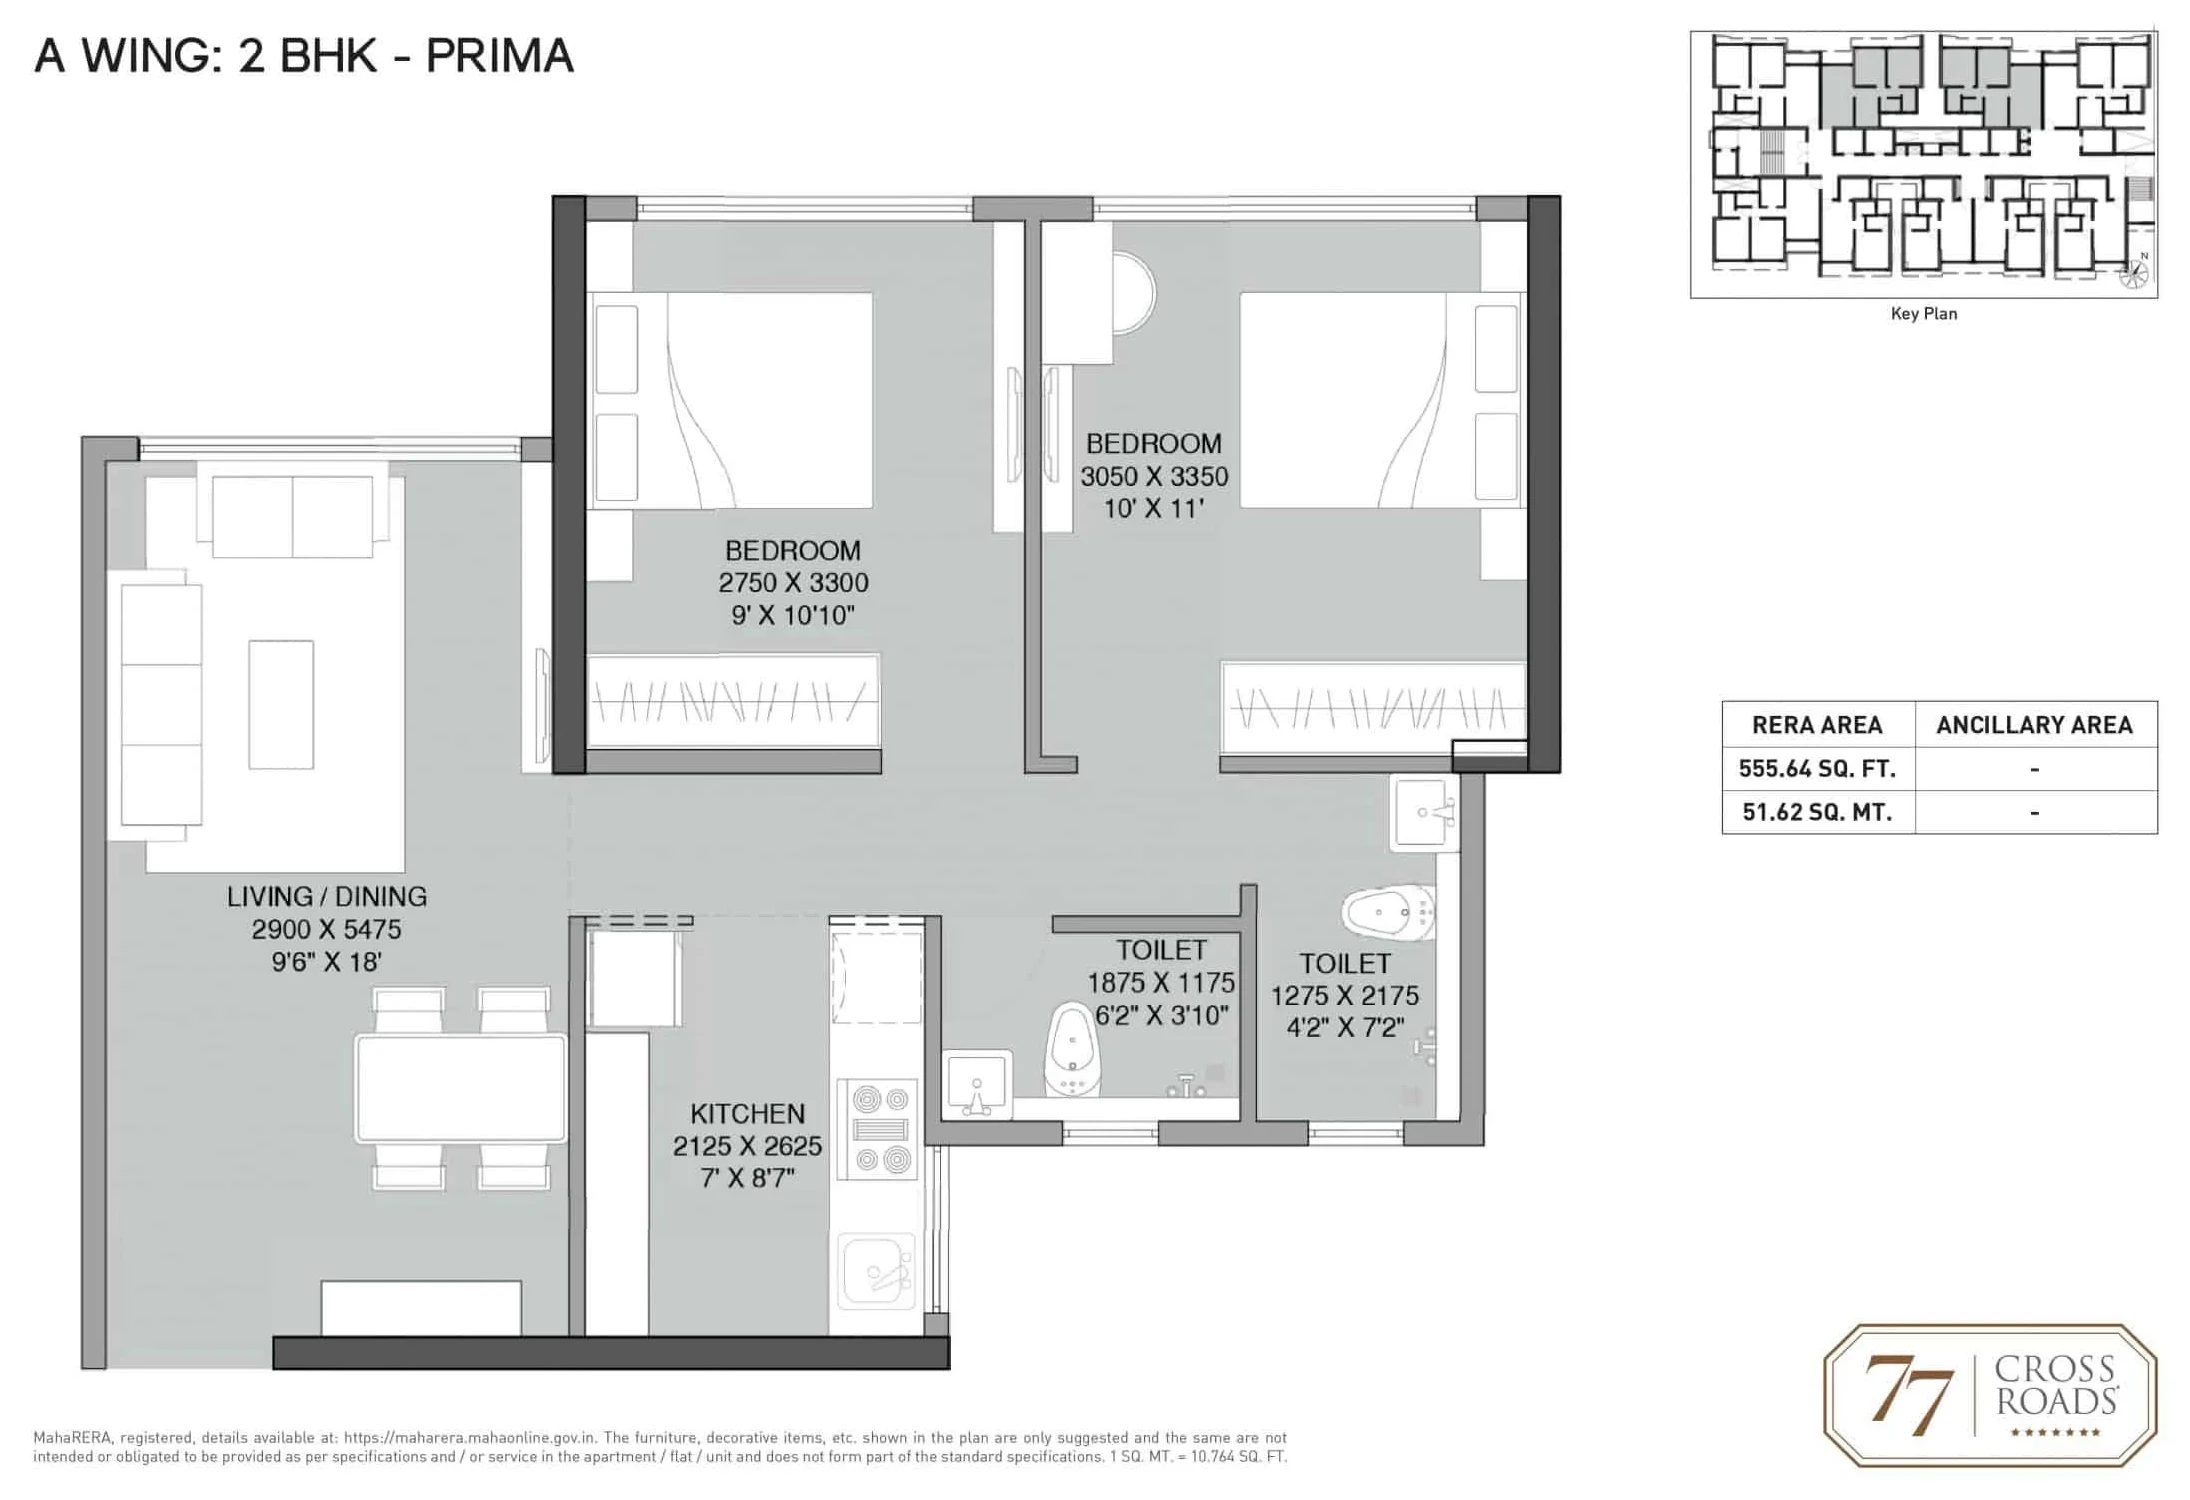 A WING: 2 BHK - PRIMA
N
Key Plan
BEDROOM
3050 X 3350
10' X 11'
BEDROOM
2750 X 3300
9' X 10'10"
RERA AREA ANCILLARY AREA
555.64 SQ. FT. -
51.62 SQ. MT. -
LIVING / DINING
2900 X 5475
9'6" X 18'
TOILET
1875 X 1175
6'2" X 3'10"
TOILET
1275 X 2175
4'2" X 7'2"
KITCHEN
2125 X 2625
7' X 8'7"
77 CROSS
ROADS
MahaRERA, registered, details available at: https://maharera.mahaonline.gov.in. The furniture, decorative items, etc. shown in the plan are only suggested and the same are not
intended or obligated to be provided as per specifications and / or service in the apartment / flat / unit and does not form part of the standard specifications. 1 SQ. MT. = 10.764 SQ. FT.